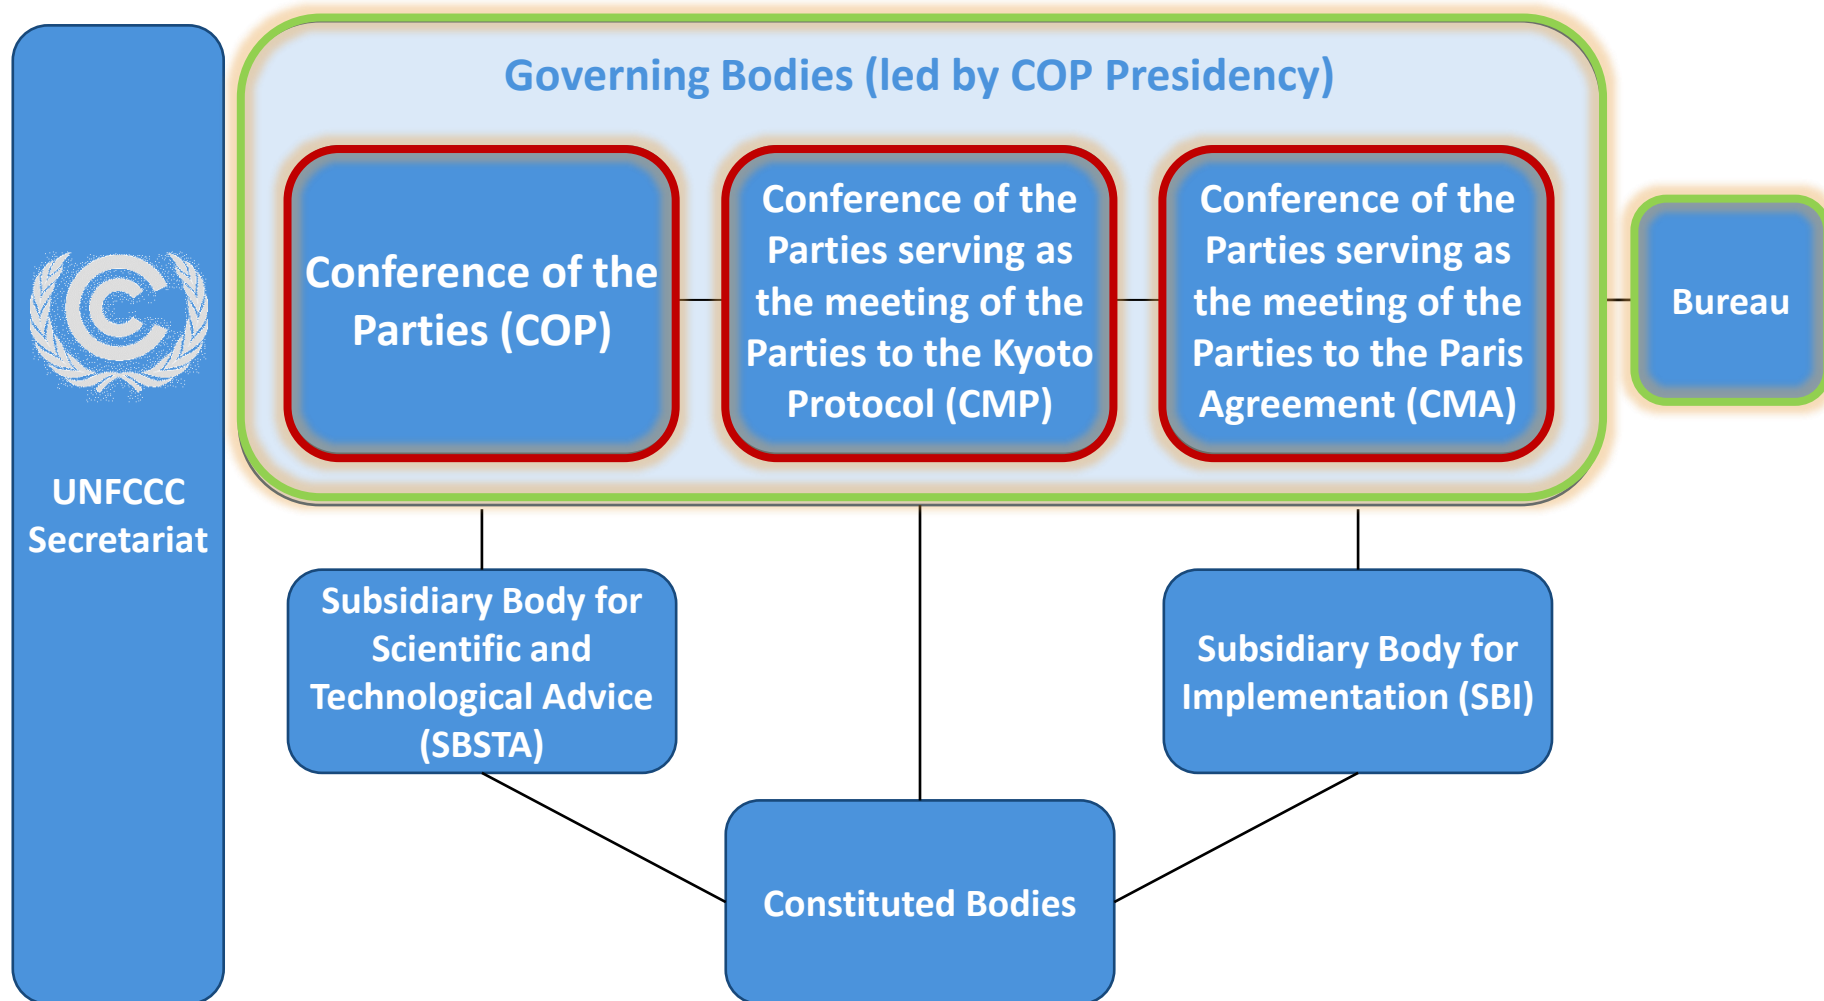 Governing Bodies (led by COP Presidency)
UNFCCC
Secretariat
Conference of the
Parties (COP)
Conference of the
Parties serving as
the meeting of the
Parties to the Kyoto
Protocol (CMP)
Conference of the
Parties serving as
the meeting of the
Parties to the Paris
Agreement (CMA)
Bureau
Subsidiary Body for
Scientific and
Technological Advice
(SBSTA)
Subsidiary Body for
Implementation (SBI)
Constituted Bodies